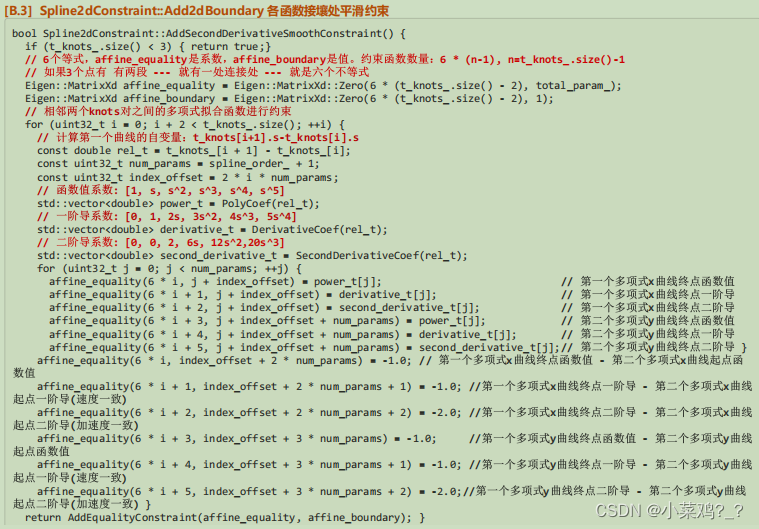 [B.3] Spline2dConstraint::Add2dBoundary 各函数接壤处平滑约束
bool Spline2dConstraint::AddSecondDerivativeSmoothConstraint() {
if (t_knots_.size() < 3) { return true;}
// 6个等式，affine_equality是系数，affine_boundary是值。约束函数数量：6 * (n-1), n=t_knots_.size()-1
// 如果3个点有 有两段 --- 就有一处连接处 --- 就是六个不等式
Eigen::MatrixXd affine_equality = Eigen::MatrixXd::Zero(6 * (t_knots_.size() - 2), total_param_);
Eigen::MatrixXd affine_boundary = Eigen::MatrixXd::Zero(6 * (t_knots_.size() - 2), 1);
// 相邻两个knots对之间的多项式拟合函数进行约束
for (uint32_t i = 0; i + 2 < t_knots_.size(); ++i) {
// 计算第一个曲线的自变量：t_knots[i+1].s-t_knots[i].s
const double rel_t = t_knots_[i + 1] - t_knots_[i];
const uint32_t num_params = spline_order_ + 1;
const uint32_t index_offset = 2 * i * num_params;
// 函数值系数: [1, s, s^2, s^3, s^4, s^5]
std::vector<double> power_t = PolyCoef(rel_t);
// 一阶导系数: [0, 1, 2s, 3s^2, 4s^3, 5s^4]
std::vector<double> derivative_t = DerivativeCoef(rel_t);
// 二阶导系数: [0, 0, 2, 6s, 12s^2,20s^3]
std::vector<double> second_derivative_t = SecondDerivativeCoef(rel_t);
for (uint32_t j = 0; j < num_params; ++j) {
affine_equality(6 * i, j + index_offset) = power_t[j]; // 第一个多项式x曲线终点函数值
affine_equality(6 * i + 1, j + index_offset) = derivative_t[j]; // 第一个多项式x曲线终点一阶导
affine_equality(6 * i + 2, j + index_offset) = second_derivative_t[j]; // 第一个多项式x曲线终点二阶导
affine_equality(6 * i + 3, j + index_offset + num_params) = power_t[j]; // 第二个多项式y曲线终点函数值
affine_equality(6 * i + 4, j + index_offset + num_params) = derivative_t[j]; // 第二个多项式y曲线终点一阶导
affine_equality(6 * i + 5, j + index_offset + num_params) = second_derivative_t[j];// 第二个多项式y曲线终点二阶导 }
affine_equality(6 * i, index_offset + 2 * num_params) = -1.0; // 第一个多项式x曲线终点函数值 - 第二个多项式x曲线起点函
数值
affine_equality(6 * i + 1, index_offset + 2 * num_params + 1) = -1.0; //第一个多项式x曲线终点一阶导 - 第二个多项式x曲线
起点一阶导(速度一致)
affine_equality(6 * i + 2, index_offset + 2 * num_params + 2) = -2.0; //第一个多项式x曲线终点二阶导 - 第二个多项式x曲线
起点二阶导(加速度一致)
affine_equality(6 * i + 3, index_offset + 3 * num_params) = -1.0; //第一个多项式y曲线终点函数值 - 第二个多项式y曲线
起点函数值
affine_equality(6 * i + 4, index_offset + 3 * num_params + 1) = -1.0; //第一个多项式y曲线终点一阶导 - 第二个多项式y曲线
起点一阶导(速度一致)
affine_equality(6 * i + 5, index_offset + 3 * num_params + 2) = -2.0;//第一个多项式y曲线终点二阶导 - 第二个多项式y曲线
起点二阶导(加速度一致) }
return AddEqualityConstraint(affine_equality, affine_boundary); }
CSDN @小菜鸡?_?